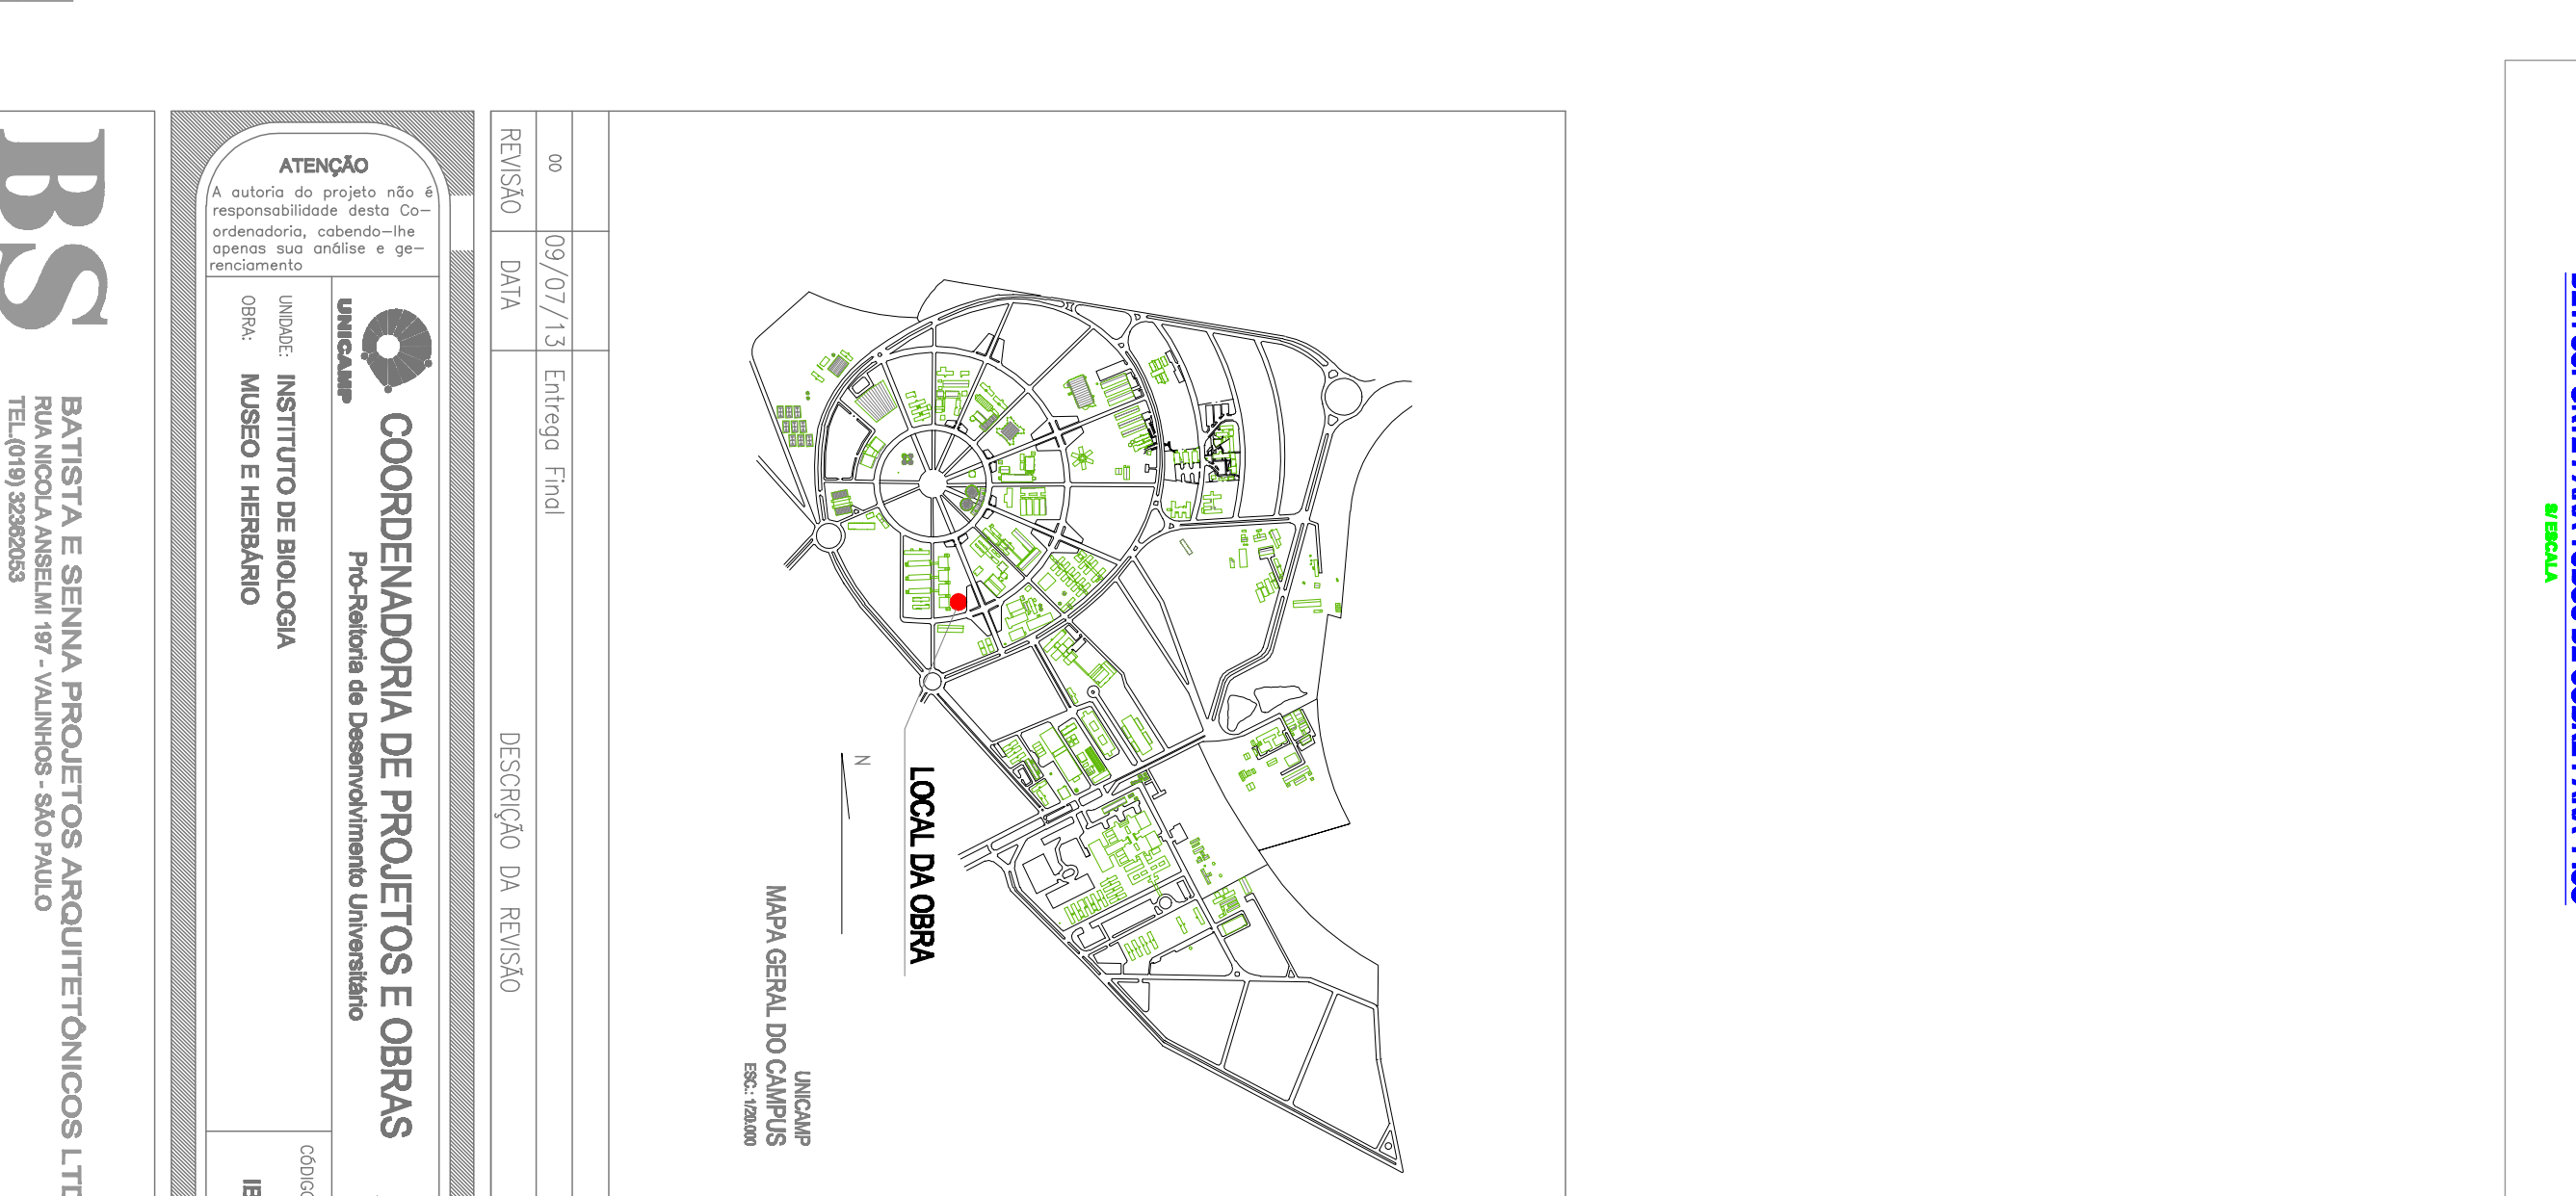 BS
BATISTA E SENNA PROJETOS ARQUITETÔNICOS
RUA NICOLA ANSELMI 197 - VALINHOS - SÃO PAULO
TEL.(019) 32362053
ATENÇÃO
A autoria do projeto não é
responsabilidade desta Co-
ordenadoria, cabendo-lhe
apenas sua análise e ge-
renciamento
UNICAMP
COORDENADORIA DE PROJETOS E OBRAS
Pró-Reitoria de Desenvolvimento Universitário
UNIDADE: INSTITUTO DE BIOLOGIA
OBRA: MUSEO E HERBÁRIO
00 09/07/13 Entrega Final
REVISÃO DATA DESCRIÇÃO DA REVISÃO
N
LOCAL DA OBRA
UNICAMP
MAPA GERAL DO CAMPUS
ESC.: 1/20.000
S/ ESCALA